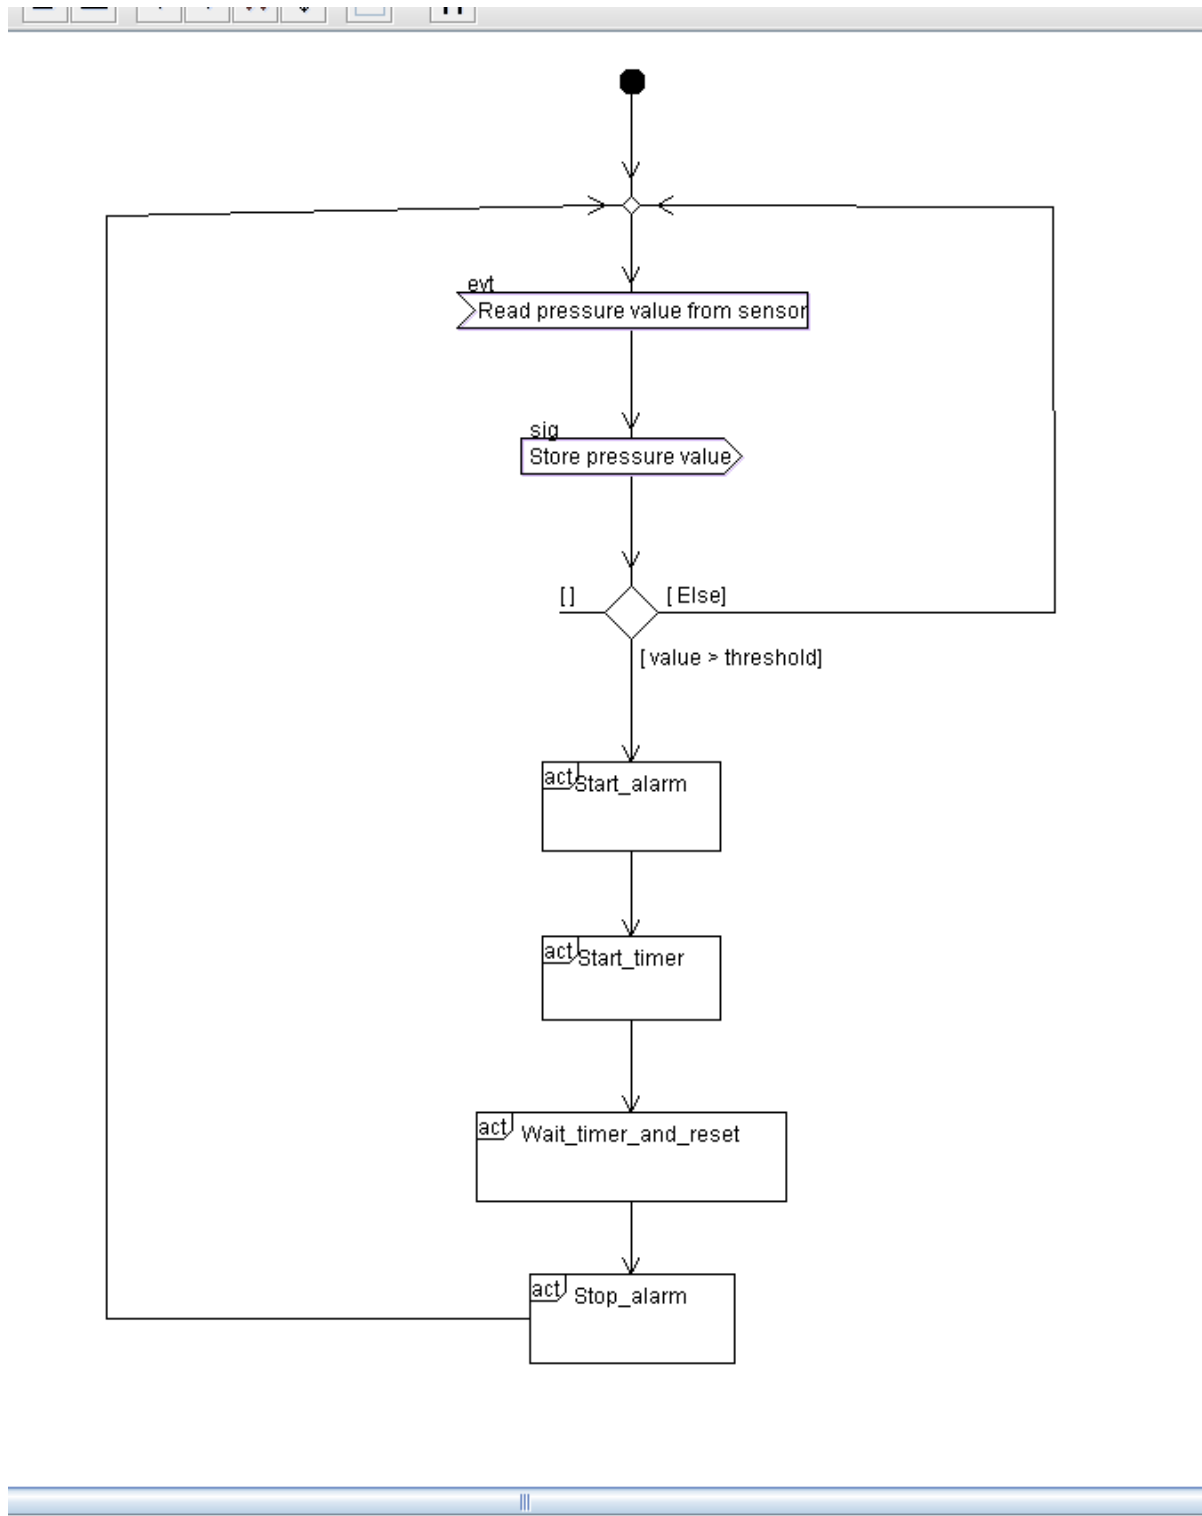 evt
Read pressure value from sensor
sig
Store pressure value
[ ]
[ Else]
[ value > threshold]
act
Start_alarm
act
Start_timer
act
Wait_timer_and_reset
act
Stop_alarm